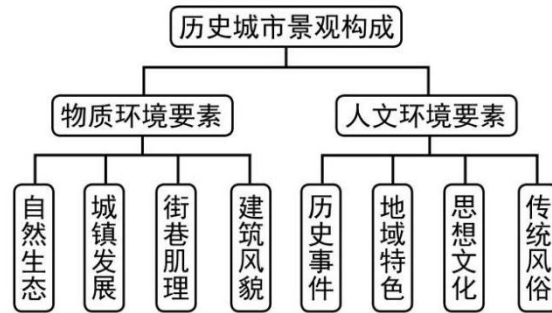 历史城市景观构成
物质环境要素
人文环境要素
自然生态
城镇发展
街巷肌理
建筑风貌
历史事件
地域特色
思想文化
传统风俗